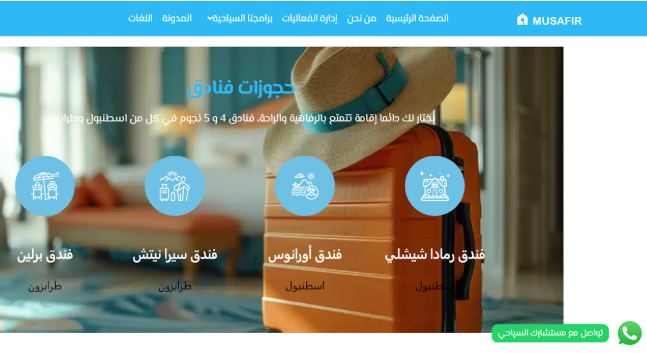 MUSAFIR
الصفحة الرئيسية
من نحن
إدارة الفعاليات
برامجنا السياحية
المدونة
اللغات
حجوزات فنادق
نختار لك دائما إقامة تتمتع بالرفاهية والراحة، فنادق 4 و 5 نجوم في كل من اسطنبول وطرابزون
فندق رمادا شيشلي
اسطنبول
فندق أورانوس
اسطنبول
فندق سيرا نيتش
طرابزون
فندق برلين
طرابزون
تواصل مع مستشارك السياحي